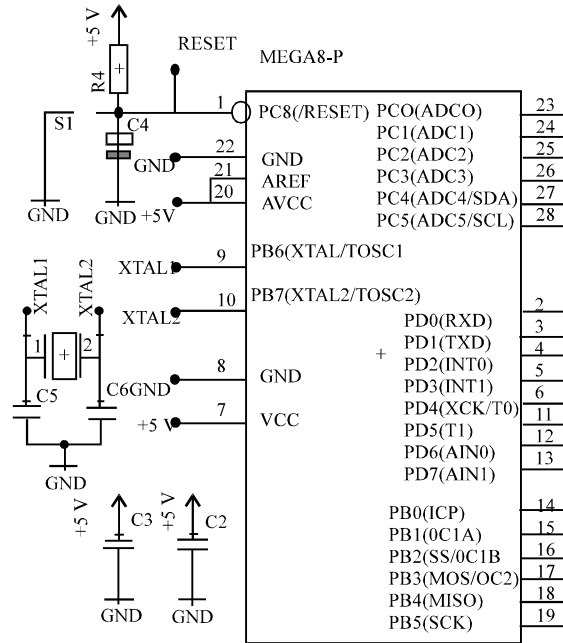 +5 V
RESET
MEGA8-P
R4
+
1
PC8(/RESET)
PCO(ADCO)
23
S1
C4
PC1(ADC1)
24
22
GND
GND
PC2(ADC2)
25
21
AREF
PC3(ADC3)
26
20
+5V
AVCC
PC4(ADC4/SDA)
27
GND
GND
PC5(ADC5/SCL)
28
XTAL1
9
PB6(XTAL/TOSC1
XTAL1
XTAL2
10
PB7(XTAL2/TOSC2)
XTAL2
2
PD0(RXD)
3
PD1(TXD)
4
1
+
2
+
PD2(INT0)
5
8
GND
PD3(INT1)
6
C5
C6GND
PD4(XCK/T0)
11
7
+5 V
VCC
PD5(T1)
12
PD6(AIN0)
13
PD7(AIN1)
GND
+5 V
C3
+5 V
C2
PB0(ICP)
14
PB1(0C1A)
15
PB2(SS/0C1B
16
PB3(MOS/OC2)
17
PB4(MISO)
18
GND
GND
PB5(SCK)
19